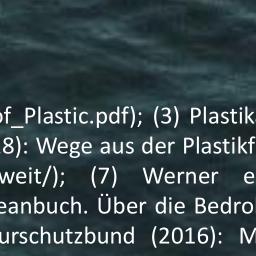 of_Plastic.pdf); (3) Plastik
8): Wege aus der Plastikf
weit/); (7) Werner e
eanbuch. Über die Bedro
urschutzbund (2016): M